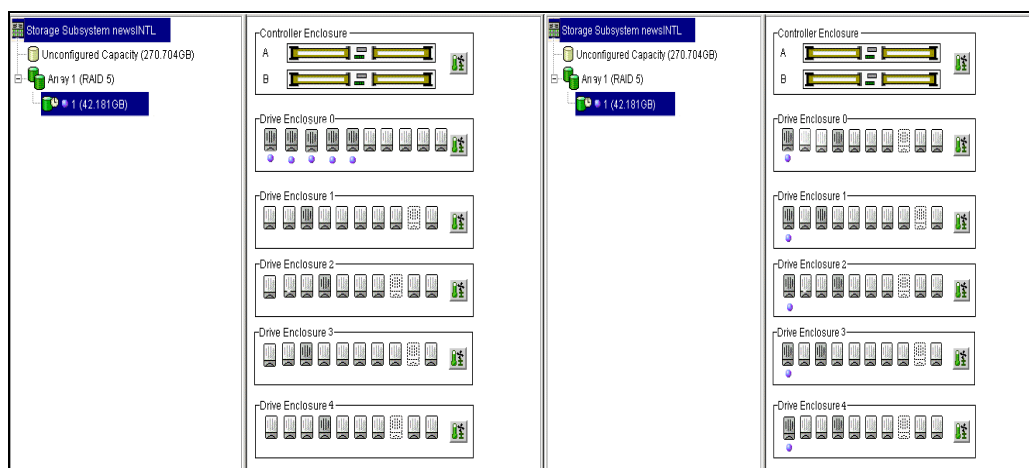 Storage Subsystem newsINTL
Unconfigured Capacity (270.704GB)
Array 1 (RAID 5)
1 (42.181GB)
Controller Enclosure
A
B
Drive Enclosure 0
Drive Enclosure 1
Drive Enclosure 2
Drive Enclosure 3
Drive Enclosure 4
Storage Subsystem newsINTL
Unconfigured Capacity (270.704GB)
Array 1 (RAID 5)
1 (42.181GB)
Controller Enclosure
A
B
Drive Enclosure 0
Drive Enclosure 1
Drive Enclosure 2
Drive Enclosure 3
Drive Enclosure 4